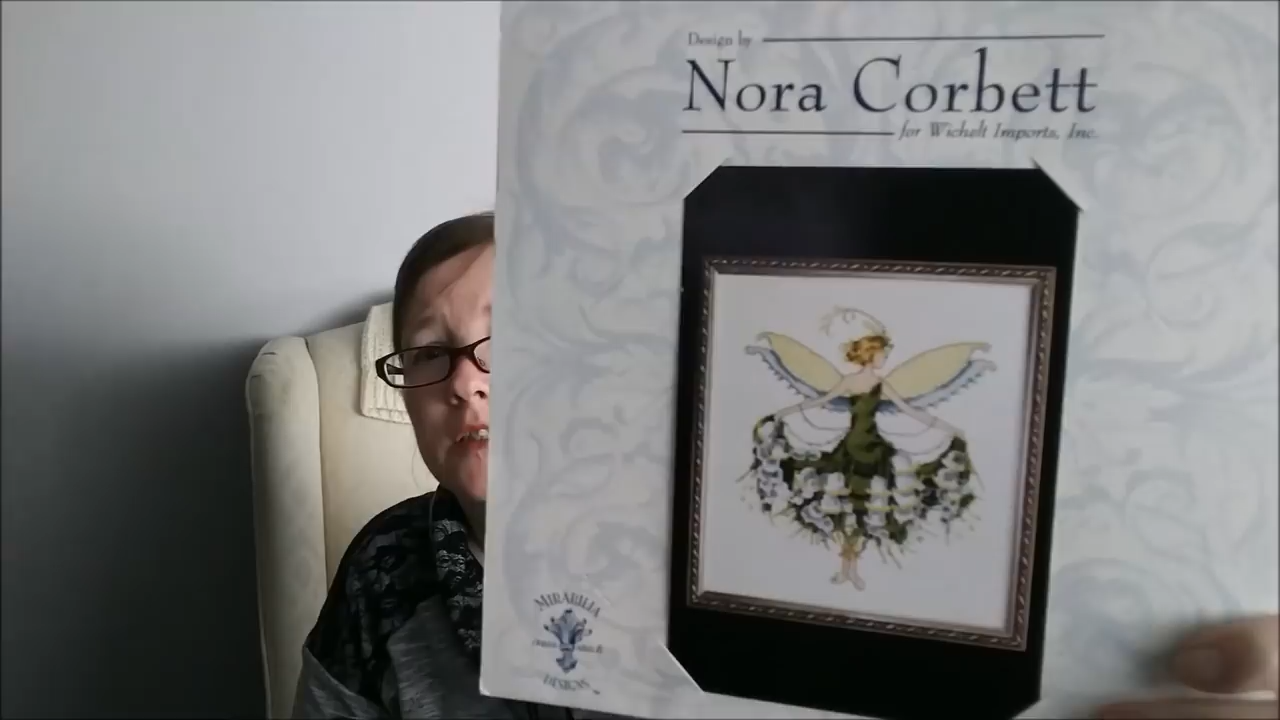 Design by
Nora Corbett
for Wichelt Imports, Inc.
MIRABILIA
DESIGNS